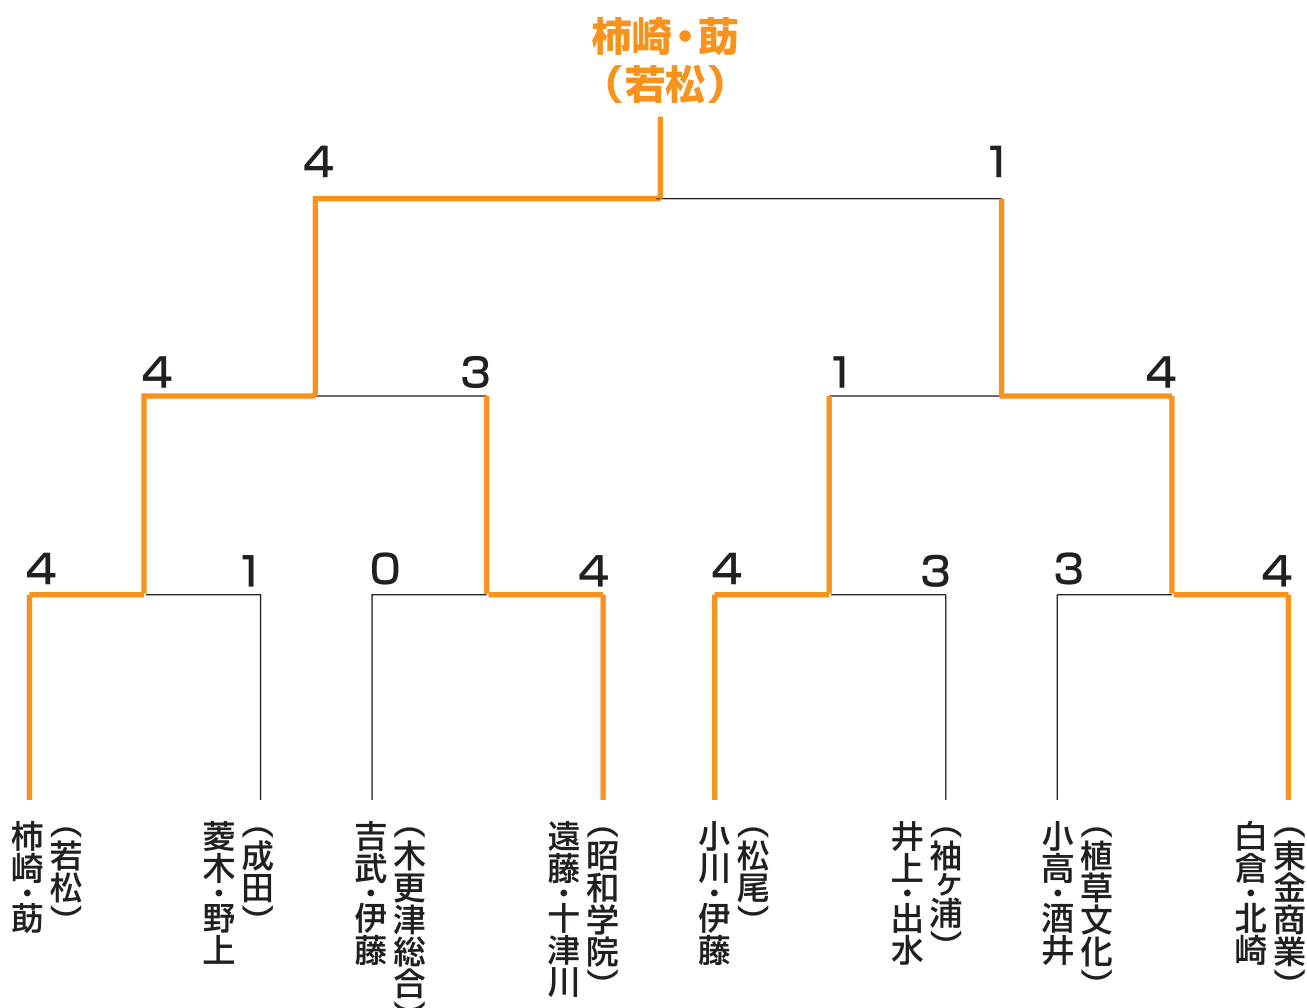 柿崎・莇
（若松）
4
1
4
3
1
4
4
1
0
4
4
3
3
4
柿崎・莇
（若松）
菱木・野上
（成田）
吉武・伊藤
（木更津総合）
遠藤・十津川
（昭和学院）
小川・伊藤
（松尾）
井上・出水
（袖ヶ浦）
小高・酒井
（植草文化）
白倉・北崎
（東金商業）